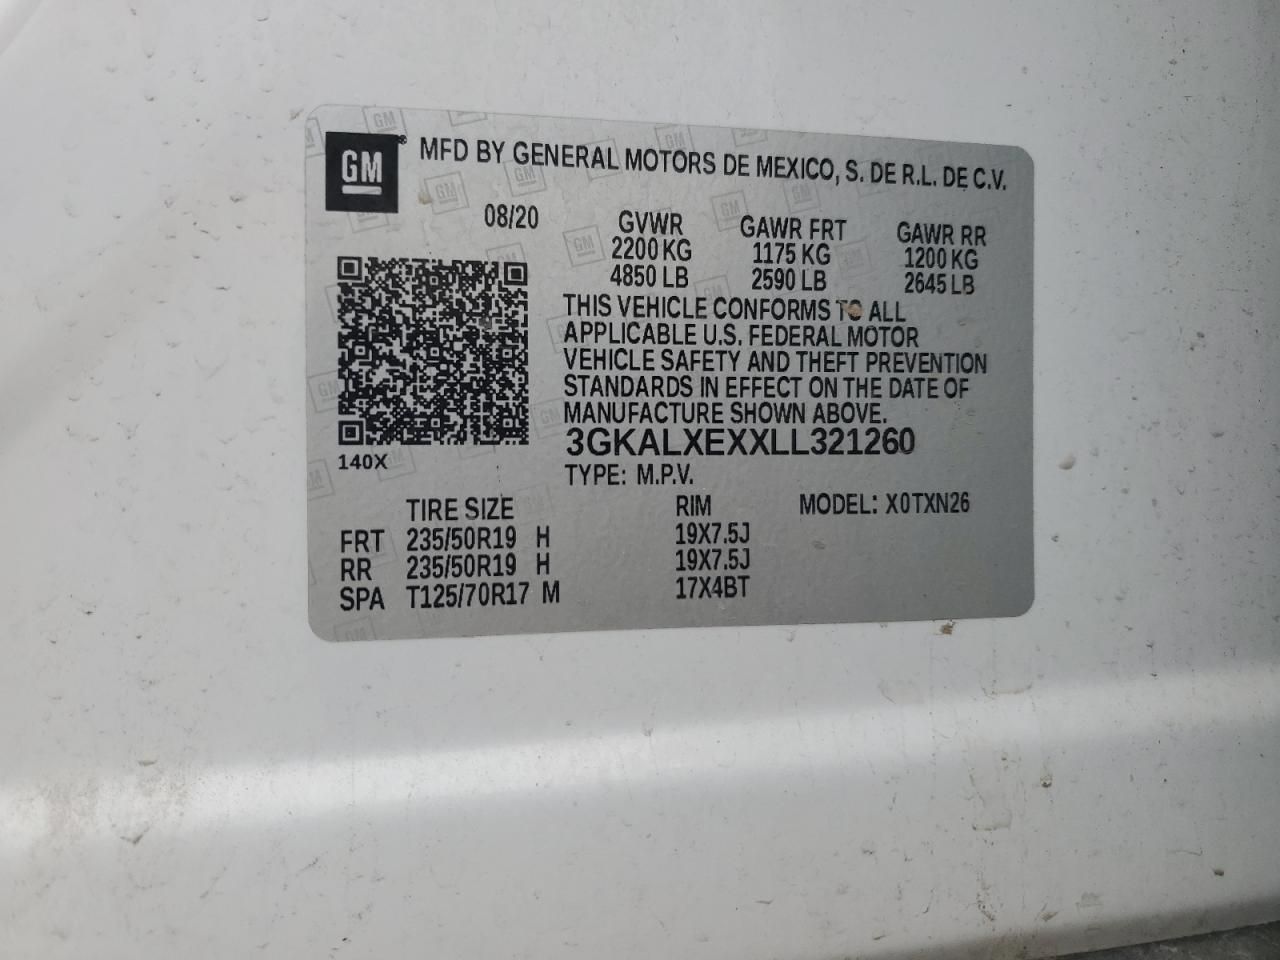 GM® MFD BY GENERAL MOTORS DE MEXICO, S. DE R.L. DE C.V.
08/20 GVWR GAWR FRT GAWR RR
2200 KG 1175 KG 1200 KG
4850 LB 2590 LB 2645 LB
THIS VEHICLE CONFORMS TO ALL
APPLICABLE U.S. FEDERAL MOTOR
VEHICLE SAFETY AND THEFT PREVENTION
STANDARDS IN EFFECT ON THE DATE OF
MANUFACTURE SHOWN ABOVE.
3GKALXEXXLL321260
140X
TYPE: M.P.V.
TIRE SIZE RIM MODEL: X0TXN26
FRT 235/50R19 H 19X7.5J
RR 235/50R19 H 19X7.5J
SPA T125/70R17 M 17X4BT